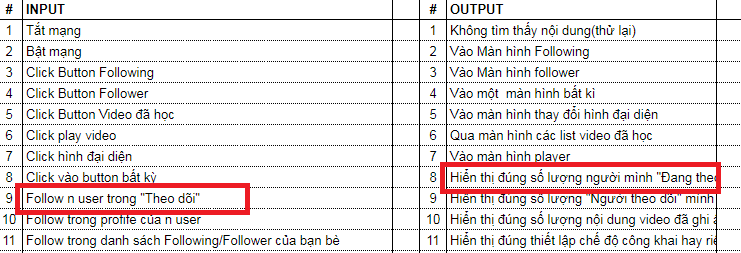 # INPUT # OUTPUT
1 Tắt mạng 1 Không tìm thấy nội dung(thử lại)
2 Bật mạng 2 Vào Màn hình Following
3 Click Button Following 3 Vào Màn hình follower
4 Click Button Follower 4 Vào một màn hình bất kì
5 Click Button Video đã học 5 Vào màn hình thay đổi hình đại diện
6 Click play video 6 Qua màn hình các list video đã học
7 Click hình đại diện 7 Vào màn hình player
8 Click vào button bất kỳ 8 Hiển thị đúng số lượng người mình "Đang theo
9 Follow n user trong "Theo dõi" 9 Hiển thị đúng số lượng "Người theo dõi" mình
10 Follow trong profife của n user 10 Hiển thị đúng số lượng nội dung video đã ghi
11 Follow trong danh sách Following/Follower của bạn bè 11 Hiển thị đúng thiết lập chế độ công khai hay